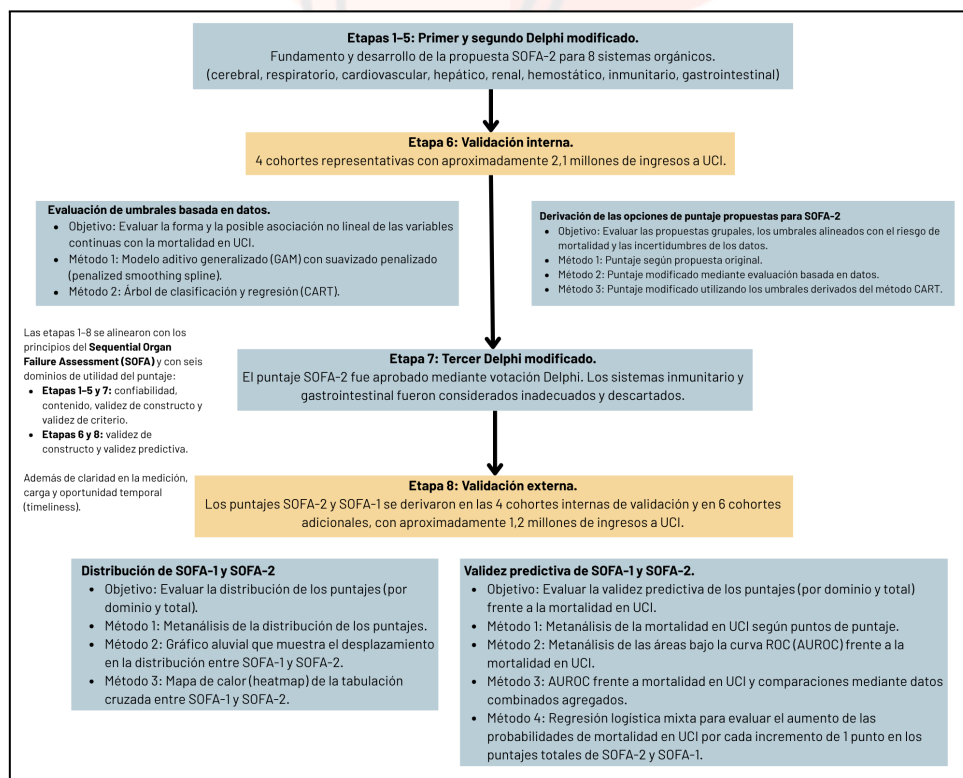 Etapas 1–5: Primer y segundo Delphi modificado.
Fundamento y desarrollo de la propuesta SOFA-2 para 8 sistemas orgánicos.
(cerebral, respiratorio, cardiovascular, hepático, renal, hemostático, inmunitario, gastrointestinal)
Etapa 6: Validación interna.
4 cohortes representativas con aproximadamente 2,1 millones de ingresos a UCI.
Evaluación de umbrales basada en datos.
• Objetivo: Evaluar la forma y la posible asociación no lineal de las variables
continuas con la mortalidad en UCI.
• Método 1: Modelo aditivo generalizado (GAM) con suavizado penalizado
(penalized smoothing spline).
• Método 2: Árbol de clasificación y regresión (CART).
Derivación de las opciones de puntaje propuestas para SOFA-2
• Objetivo: Evaluar las propuestas grupales, los umbrales alineados con el riesgo
de mortalidad y las incertidumbres de los datos.
• Método 1: Puntaje según propuesta original.
• Método 2: Puntaje modificado mediante evaluación basada en datos.
• Método 3: Puntaje modificado utilizando los umbrales derivados del método CART.
Las etapas 1–8 se alinearon con los
principios del Sequential Organ
Failure Assessment (SOFA) y con seis
dominios de utilidad del puntaje:
• Etapas 1–5 y 7: confiabilidad,
contenido, validez de constructo y
validez de criterio.
• Etapas 6 y 8: validez de
constructo y validez predictiva.
Además de claridad en la medición,
carga y oportunidad temporal
(timeliness).
Etapa 7: Tercer Delphi modificado.
El puntaje SOFA-2 fue aprobado mediante votación Delphi. Los sistemas inmunitario y
gastrointestinal fueron considerados inadecuados y descartados.
Etapa 8: Validación externa.
Los puntajes SOFA-2 y SOFA-1 se derivaron en las 4 cohortes internas de validación y en 6 cohortes
adicionales, con aproximadamente 1,2 millones de ingresos a UCI.
Distribución de SOFA-1 y SOFA-2
• Objetivo: Evaluar la distribución de los puntajes (por
dominio y total).
• Método 1: Metanálisis de la distribución de los puntajes.
• Método 2: Gráfico aluvial que muestra el desplazamiento
en la distribución entre SOFA-1 y SOFA-2.
• Método 3: Mapa de calor (heatmap) de la tabulación
cruzada entre SOFA-1 y SOFA-2.
Validez predictiva de SOFA-1 y SOFA-2.
• Objetivo: Evaluar la validez predictiva de los puntajes (por dominio y total)
frente a la mortalidad en UCI.
• Método 1: Metanálisis de la mortalidad en UCI según puntos de puntaje.
• Método 2: Metanálisis de las áreas bajo la curva ROC (AUROC) frente a la
mortalidad en UCI.
• Método 3: AUROC frente a mortalidad en UCI y comparaciones mediante datos
combinados agregados.
• Método 4: Regresión logística mixta para evaluar el aumento de las
probabilidades de mortalidad en UCI por cada incremento de 1 punto en los
puntajes totales de SOFA-2 y SOFA-1.